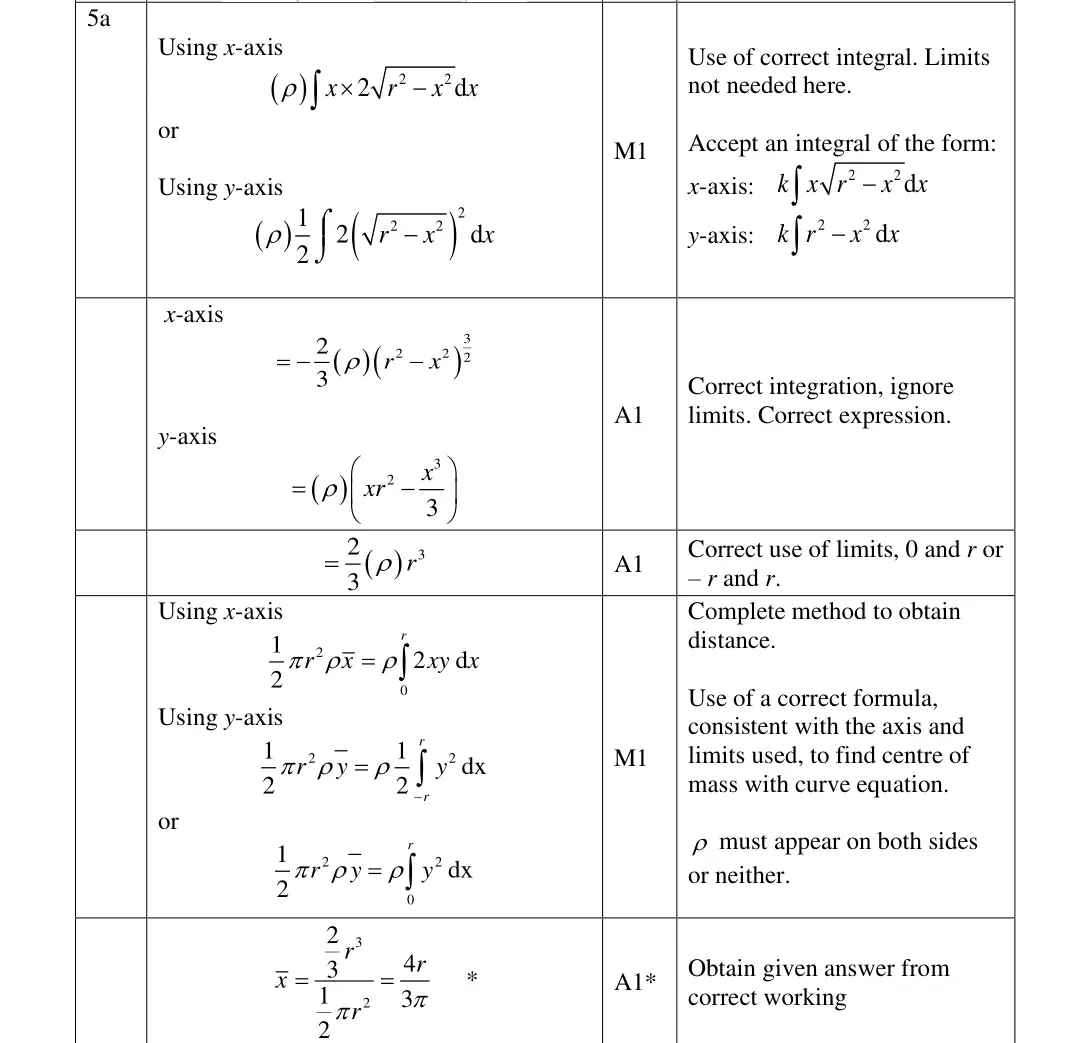 5a
Using x-axis
(ρ)∫ x × 2√(r² − x²) dx
or
Using y-axis
(ρ) 1/2 ∫ 2(√(r² − x²))² dx
M1
Use of correct integral. Limits
not needed here.
Accept an integral of the form:
x-axis: k∫ x√(r² − x²) dx
y-axis: k∫ r² − x² dx
x-axis
= −2/3 (ρ)(r² − x²)^(3/2)
y-axis
= (ρ)(xr² − x³/3)
A1
Correct integration, ignore
limits. Correct expression.
= 2/3 (ρ) r³
A1
Correct use of limits, 0 and r or
– r and r.
Using x-axis
1/2 πr²ρx̅ = ρ∫₀^r 2xy dx
Using y-axis
1/2 πr²ρy̅ = ρ 1/2 ∫₋r^r y² dx
or
1/2 πr²ρy̅ = ρ∫₀^r y² dx
M1
Complete method to obtain
distance.
Use of a correct formula,
consistent with the axis and
limits used, to find centre of
mass with curve equation.
ρ must appear on both sides
or neither.
x̅ = (2/3 r³)/(1/2 πr²) = 4r/3π *
A1*
Obtain given answer from
correct working